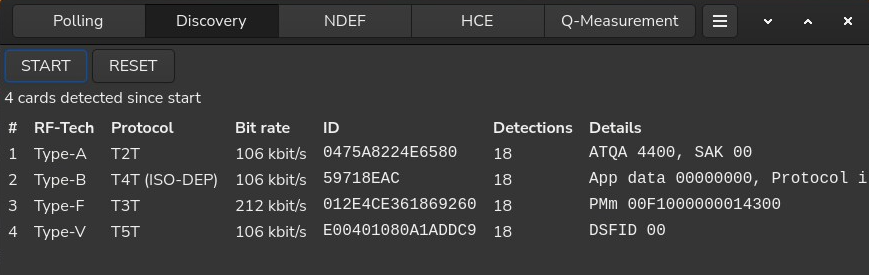 Polling Discovery NDEF HCE Q-Measurement
START RESET
4 cards detected since start
# RF-Tech Protocol Bit rate ID Detections Details
1 Type-A T2T 106 kbit/s 0475A8224E6580 18 ATQA 4400, SAK 00
2 Type-B T4T (ISO-DEP) 106 kbit/s 59718EAC 18 App data 00000000, Protocol i
3 Type-F T3T 212 kbit/s 012E4CE361869260 18 PMm 00F1000000014300
4 Type-V T5T 106 kbit/s E00401080A1ADDC9 18 DSFID 00